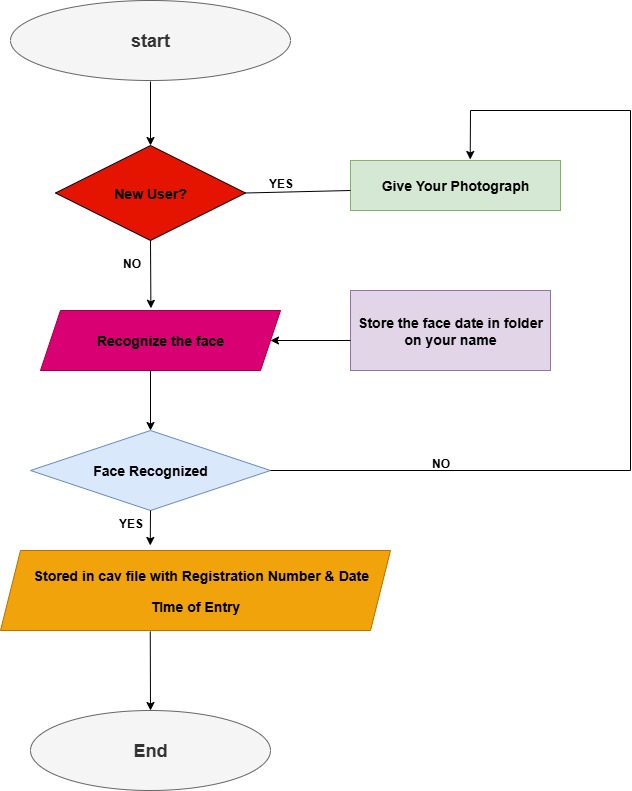 start
New User?
YES
Give Your Photograph
NO
Recognize the face
Store the face date in folder
on your name
Face Recognized
NO
YES
Stored in cav file with Registration Number & Date
TIme of Entry
End